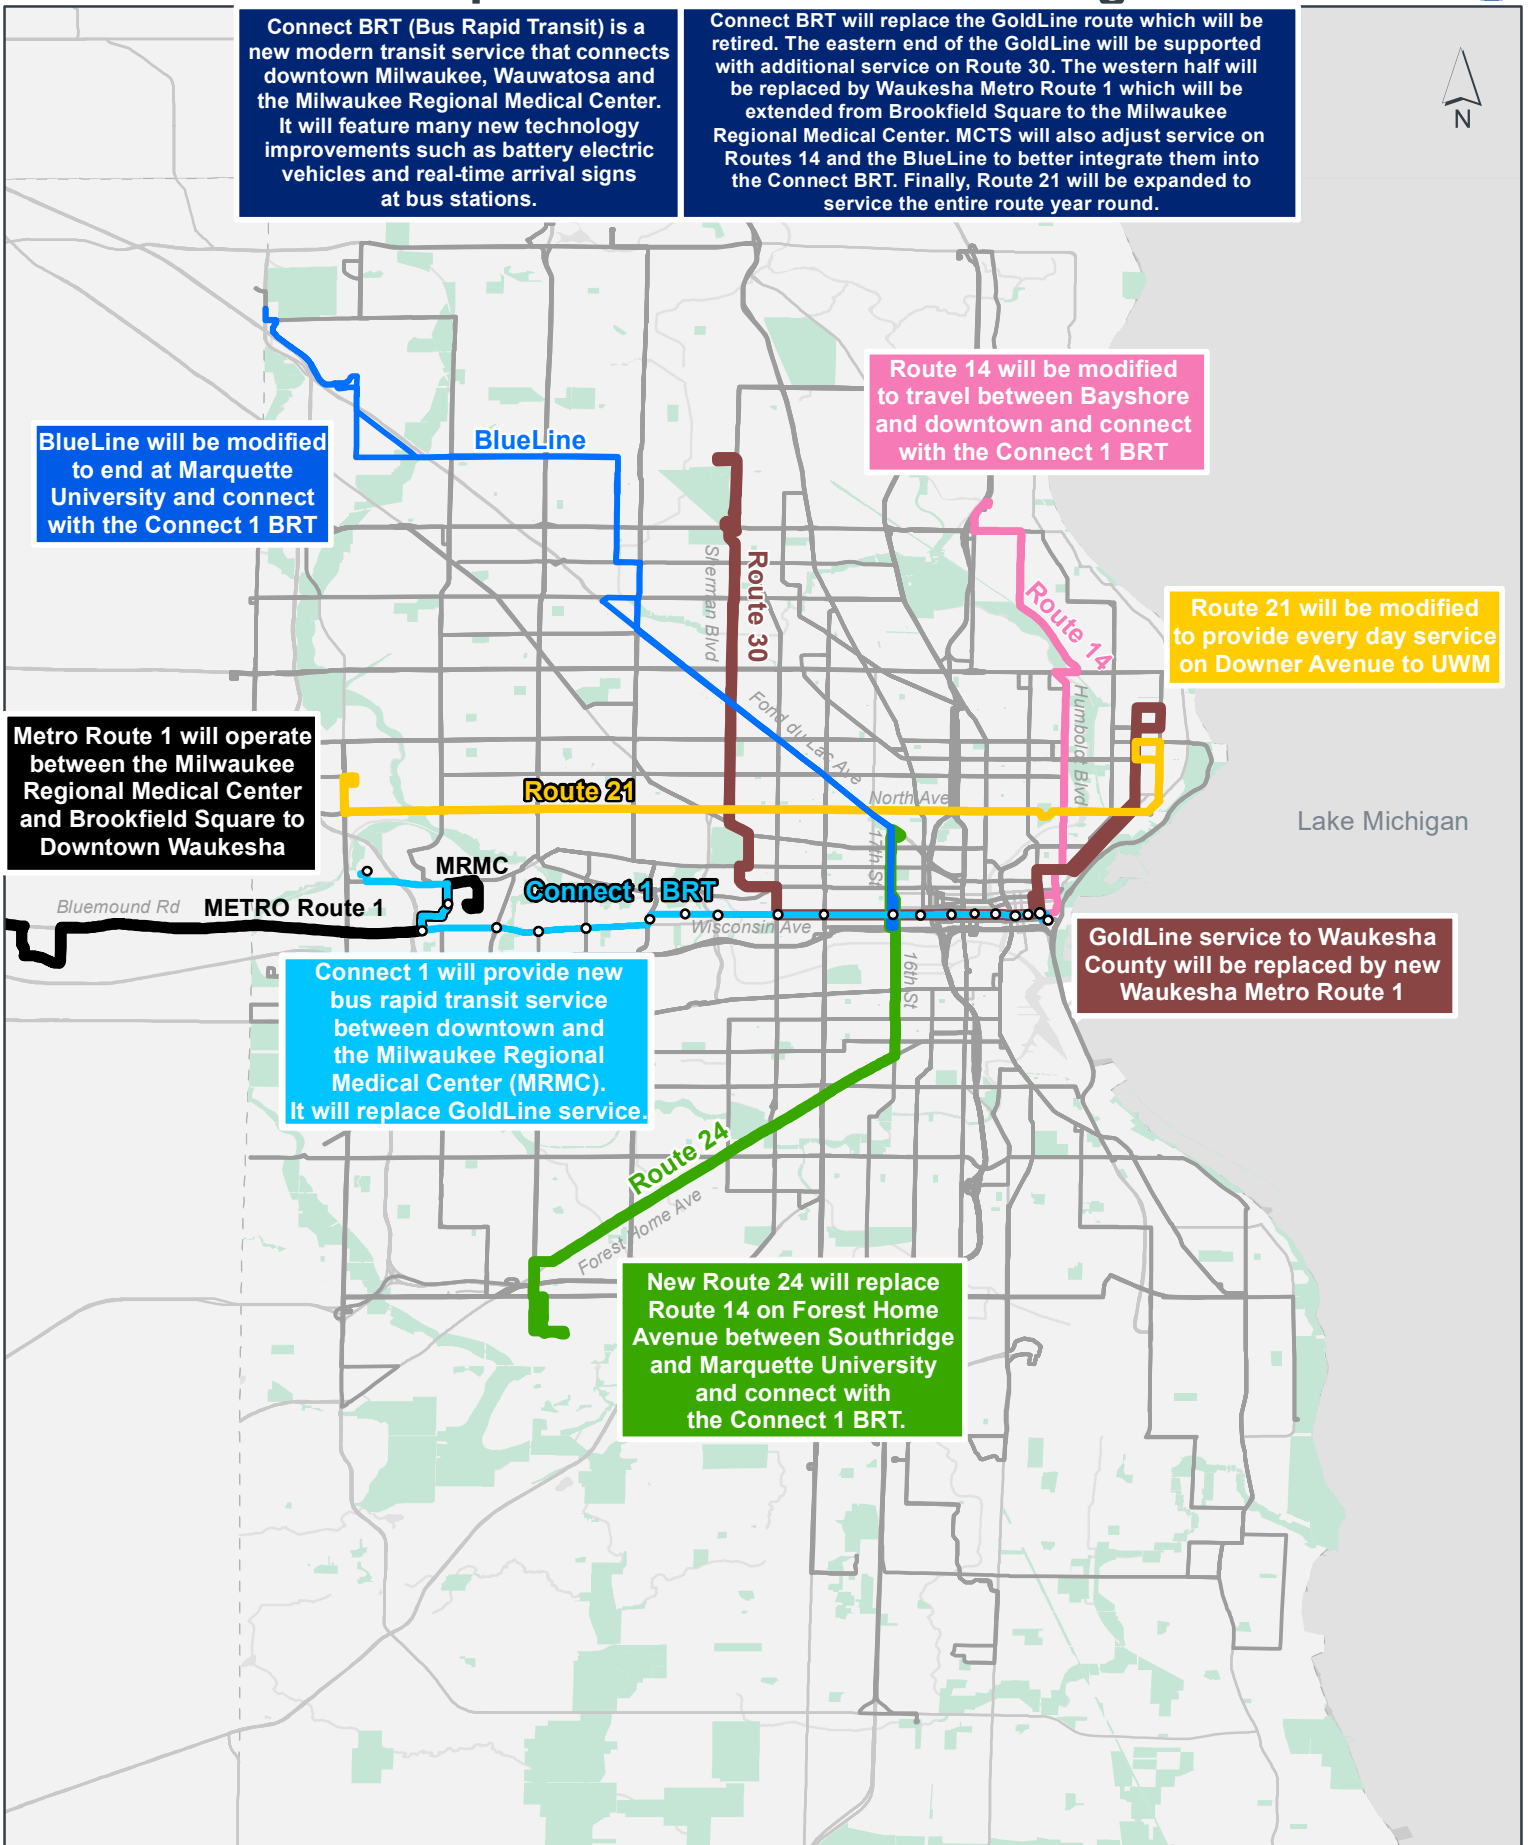 Connect BRT (Bus Rapid Transit) is a
new modern transit service that connects
downtown Milwaukee, Wauwatosa and
the Milwaukee Regional Medical Center.
It will feature many new technology
improvements such as battery electric
vehicles and real-time arrival signs
at bus stations.
Connect BRT will replace the GoldLine route which will be
retired. The eastern end of the GoldLine will be supported
with additional service on Route 30. The western half will
be replaced by Waukesha Metro Route 1 which will be
extended from Brookfield Square to the Milwaukee
Regional Medical Center. MCTS will also adjust service on
Routes 14 and the BlueLine to better integrate them into
the Connect BRT. Finally, Route 21 will be expanded to
service the entire route year round.
N
Route 14 will be modified
to travel between Bayshore
and downtown and connect
with the Connect 1 BRT
BlueLine will be modified
to end at Marquette
University and connect
with the Connect 1 BRT
BlueLine
Sherman Blvd
Route 30
Route 14
Route 21 will be modified
to provide every day service
on Downer Avenue to UWM
Humboldt Blvd
Fond du Lac Ave
Metro Route 1 will operate
between the Milwaukee
Regional Medical Center
and Brookfield Square to
Downtown Waukesha
Route 21
North Ave
Lake Michigan
17th St
MRMC
Connect 1 BRT
Bluemound Rd
METRO Route 1
Wisconsin Ave
16th St
GoldLine service to Waukesha
County will be replaced by new
Waukesha Metro Route 1
Connect 1 will provide new
bus rapid transit service
between downtown and
the Milwaukee Regional
Medical Center (MRMC).
It will replace GoldLine service.
Route 24
Forest Home Ave
New Route 24 will replace
Route 14 on Forest Home
Avenue between Southridge
and Marquette University
and connect with
the Connect 1 BRT.